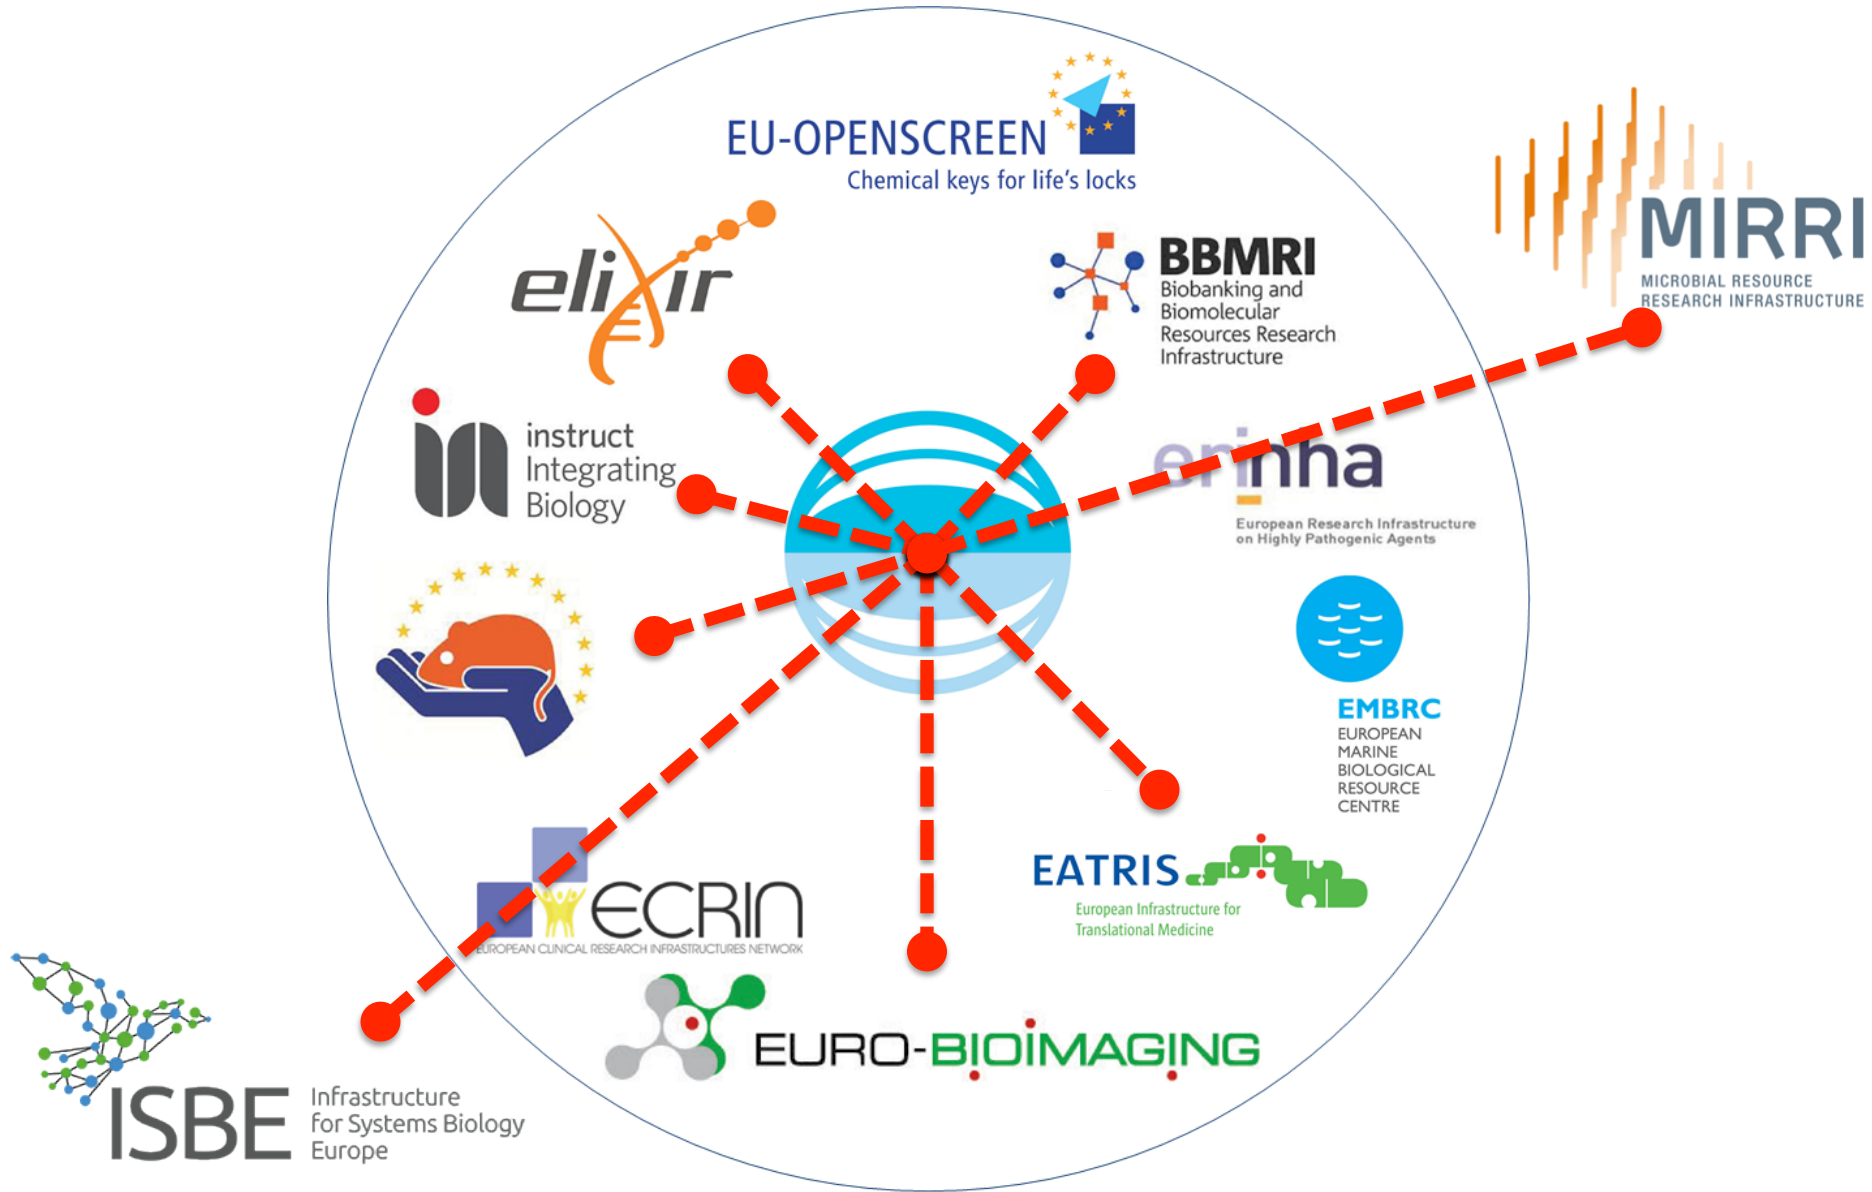 EU-OPENSCREEN
Chemical keys for life's locks
elixir
BBMRI
Biobanking and
Biomolecular
Resources Research
Infrastructure
MIRRI
MICROBIAL RESOURCE
RESEARCH INFRASTRUCTURE
instruct
Integrating
Biology
erinha
European Research Infrastructure
on Highly Pathogenic Agents
EMBRC
EUROPEAN
MARINE
BIOLOGICAL
RESOURCE
CENTRE
EATRIS
European Infrastructure for
Translational Medicine
ECRIN
EUROPEAN CLINICAL RESEARCH INFRASTRUCTURES NETWORK
EURO-BIOIMAGING
ISBE
Infrastructure
for Systems Biology
Europe